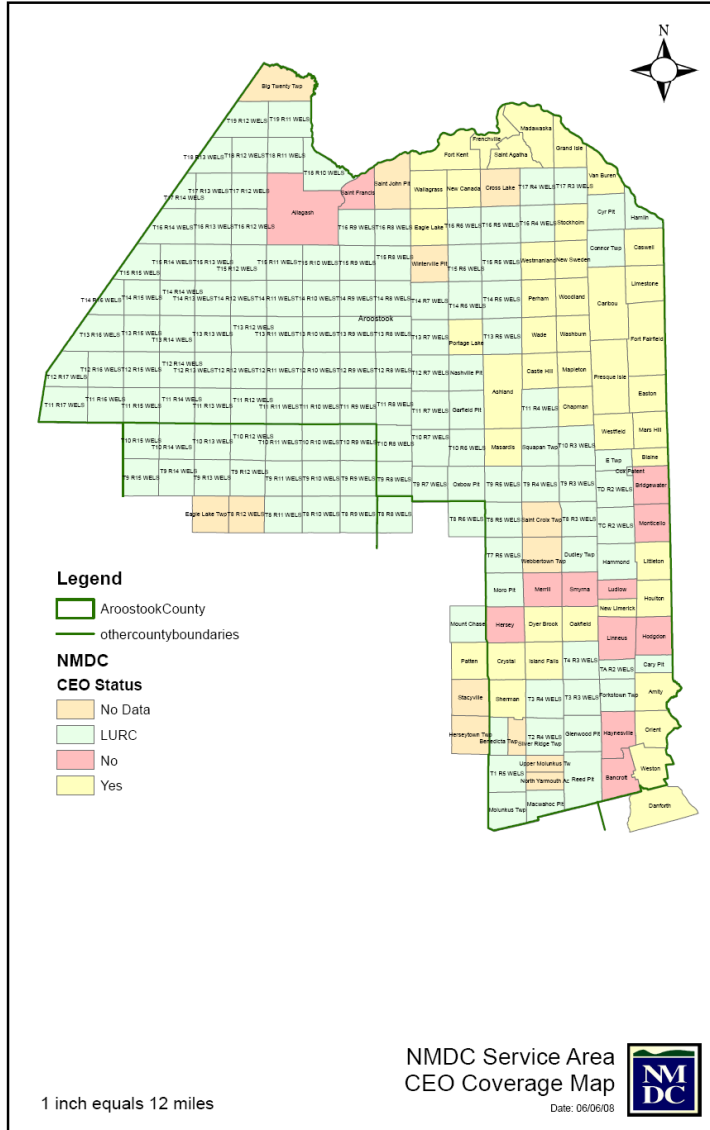 N
Big Twenty Twp
T19 R12 WELS T19 R11 WELS
Madawaska
Frenchville Grand Isle
T18 R13 WELS T18 R12 WELS T18 R11 WELS Fort Kent Saint Agatha
T18 R10 WELS Saint John Plt Van Buren
T17 R14 WELS T17 R13 WELS T17 R12 WELS Saint Francis Wallagrass New Canada Cross Lake T17 R4 WELS T17 R3 WELS
Allagash Cyr Plt Hamlin
T16 R14 WELS T16 R13 WELS T16 R12 WELS T16 R9 WELS T16 R8 WELS Eagle Lake T16 R6 WELS T16 R5 WELS T16 R4 WELS Stockholm
Connor Twp Caswell
T15 R15 WELS T15 R14 WELS T15 R13 WELS T15 R12 WELS T15 R11 WELS T15 R10 WELS T15 R9 WELS T15 R8 WELS Winterville Plt T15 R6 WELS T15 R5 WELS Westmanland New Sweden
Limestone
T14 R16 WELS T14 R15 WELS T14 R14 WELS T14 R13 WELS T14 R12 WELS T14 R11 WELS T14 R10 WELS T14 R9 WELS T14 R8 WELS T14 R7 WELS T14 R6 WELS T14 R5 WELS Perham Woodland Caribou
Aroostook
T13 R16 WELS T13 R15 WELS T13 R14 WELS T13 R13 WELS T13 R12 WELS T13 R11 WELS T13 R10 WELS T13 R9 WELS T13 R8 WELS T13 R7 WELS Portage Lake T13 R5 WELS Wade Washburn Fort Fairfield
T12 R17 WELS T12 R16 WELS T12 R15 WELS T12 R14 WELS T12 R13 WELS T12 R12 WELS T12 R11 WELS T12 R10 WELS T12 R9 WELS T12 R8 WELS T12 R7 WELS Nashville Plt Castle Hill Mapleton Presque Isle
Ashland Easton
T11 R17 WELS T11 R16 WELS T11 R15 WELS T11 R14 WELS T11 R13 WELS T11 R12 WELS T11 R11 WELS T11 R10 WELS T11 R9 WELS T11 R8 WELS T11 R7 WELS Garfield Plt T11 R4 WELS Chapman
Westfield Mars Hill
T10 R15 WELS T10 R14 WELS T10 R13 WELS T10 R12 WELS T10 R11 WELS T10 R10 WELS T10 R9 WELS T10 R8 WELS T10 R7 WELS T10 R6 WELS Masardis Squapan Twp T10 R3 WELS
E Twp Blaine
Cox Patent
T9 R15 WELS T9 R14 WELS T9 R13 WELS T9 R12 WELS T9 R11 WELS T9 R10 WELS T9 R9 WELS T9 R8 WELS T9 R7 WELS Oxbow Plt T9 R5 WELS T9 R4 WELS T9 R3 WELS TD R2 WELS Bridgewater
Eagle Lake Twp T8 R12 WELS T8 R11 WELS T8 R10 WELS T8 R9 WELS T8 R8 WELS T8 R6 WELS T8 R5 WELS Saint Croix Twp T8 R3 WELS TC R2 WELS Monticello
T7 R5 WELS Webbertown Twp Dudley Twp Hammond Littleton
Moro Plt Merrill Smyrna Ludlow
New Limerick Houlton
Mount Chase Hersey Dyer Brook Oakfield Linneus Hodgdon
Patten Crystal Island Falls T4 R3 WELS TA R2 WELS Cary Plt
Stacyville Sherman T3 R4 WELS T3 R3 WELS Forkstown Twp Amity
Herseytown Twp Benedicta Twp T2 R4 WELS Glenwood Plt Haynesville Orient
Silver Ridge Twp
Upper Molunkus Tw Weston
T1 R5 WELS North Yarmouth Ac Reed Plt Bancroft
Molunkus Twp Macwahoc Plt Danforth
Legend
AroostookCounty
othercountyboundaries
NMDC
CEO Status
No Data
LURC
No
Yes
NMDC Service Area
CEO Coverage Map
Date: 06/06/08
NM
DC
1 inch equals 12 miles